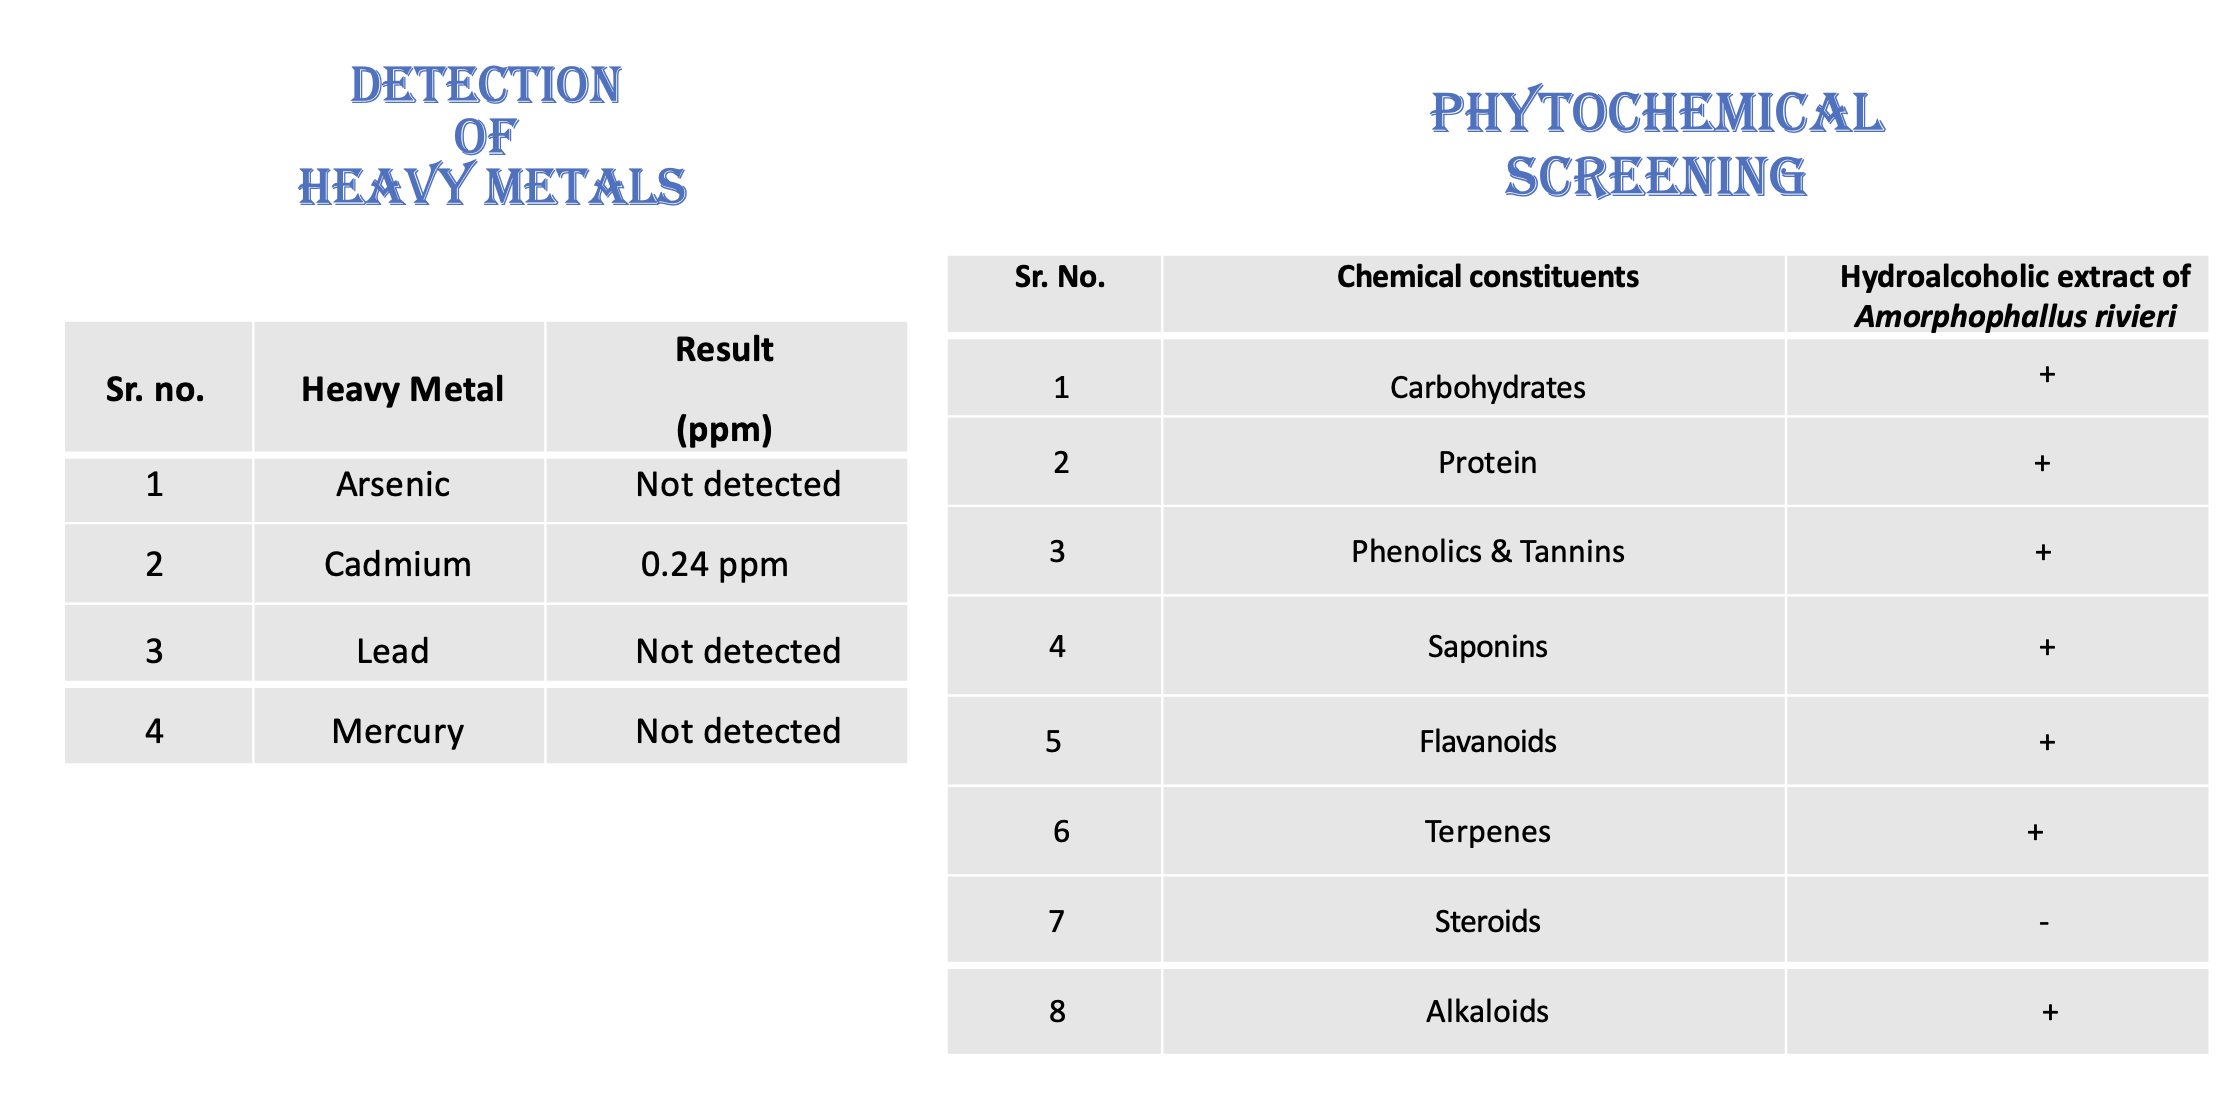 DETECTION
OF
HEAVY METALS
Sr. no. Heavy Metal Result
(ppm)
1 Arsenic Not detected
2 Cadmium 0.24 ppm
3 Lead Not detected
4 Mercury Not detected
PHYTOCHEMICAL
SCREENING
Sr. No. Chemical constituents Hydroalcoholic extract of
Amorphophallus rivieri
1 Carbohydrates +
2 Protein +
3 Phenolics & Tannins +
4 Saponins +
5 Flavanoids +
6 Terpenes +
7 Steroids -
8 Alkaloids +